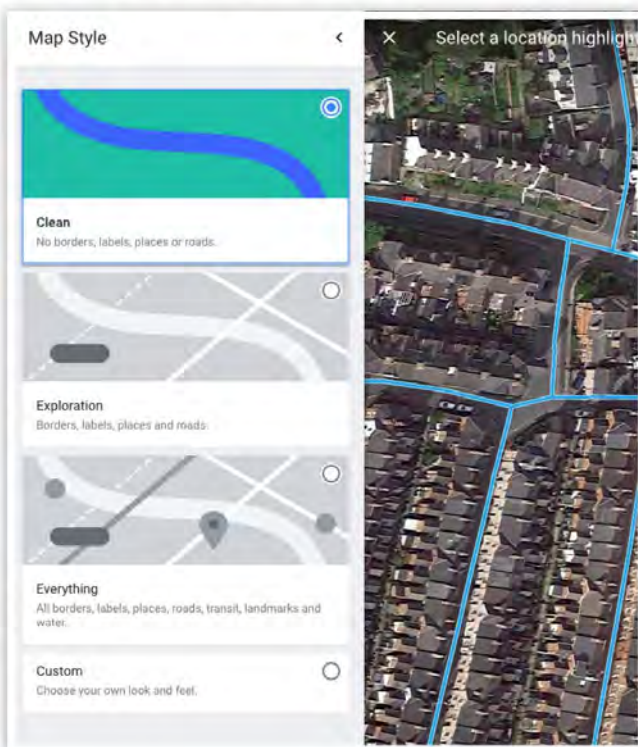 Map Style
Select a location highlight
Clean
No borders, labels, places or roads.
Exploration
Borders, labels, places and roads
Everything
All borders, labels, places, roads, transit, landmarks and
water.
Custom
Choose your own look and feel.